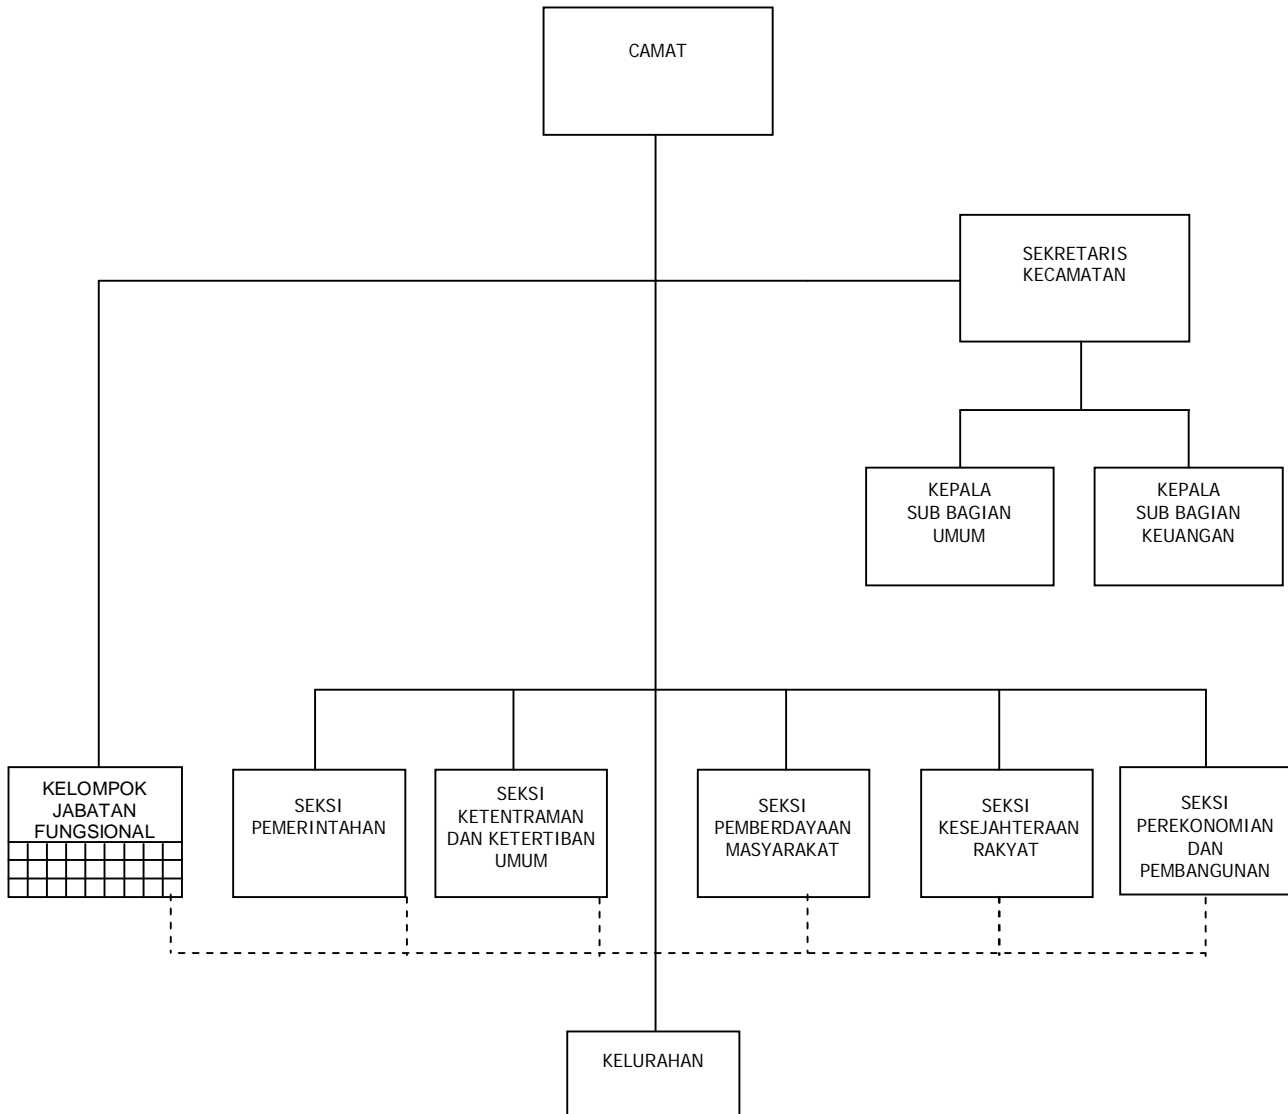 CAMAT
SEKRETARIS
KECAMATAN
KEPALA
SUB BAGIAN
UMUM
KEPALA
SUB BAGIAN
KEUANGAN
KELOMPOK
JABATAN
FUNGSIONAL
SEKSI
PEMERINTAHAN
SEKSI
KETENTRAMAN
DAN KETERTIBAN
UMUM
SEKSI
PEMBERDAYAAN
MASYARAKAT
SEKSI
KESEJAHTERAAN
RAKYAT
SEKSI
PEREKONOMIAN
DAN
PEMBANGUNAN
KELURAHAN